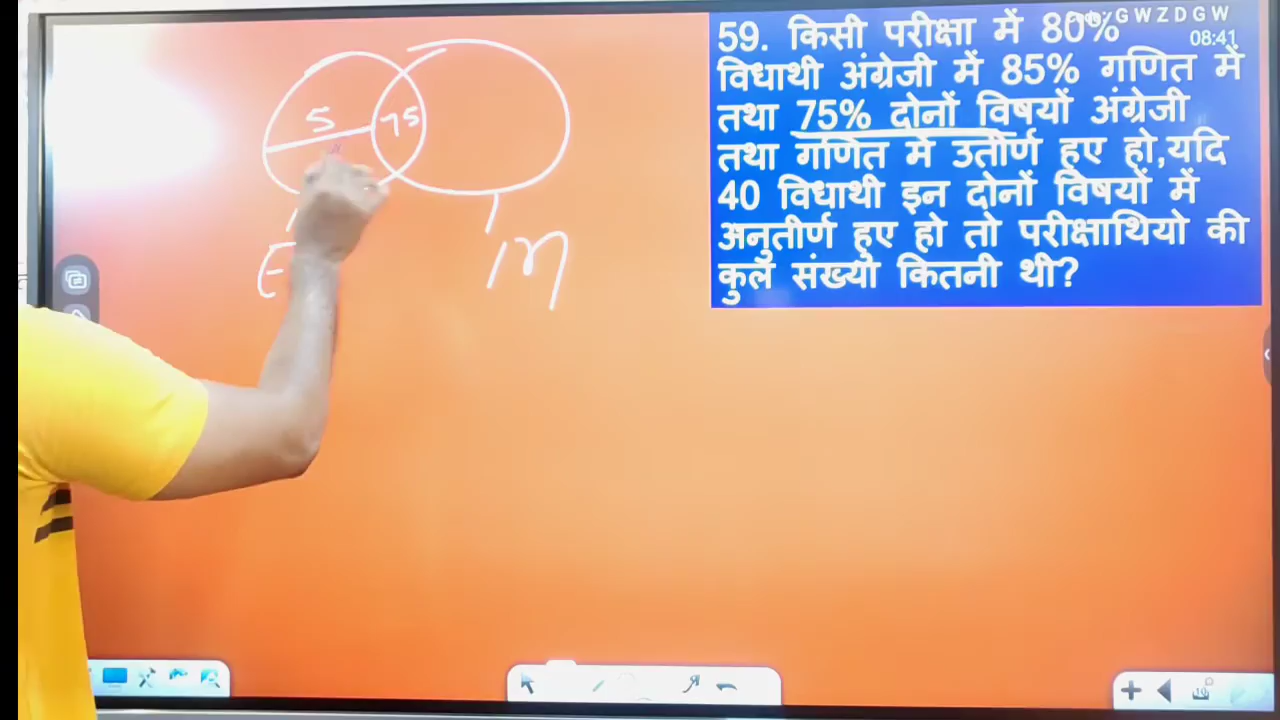 59. किसी परीक्षा में 80%
G W Z D G W
08:41
विधाथी अंग्रेजी में 85% गणित में
तथा 75% दोनों विषयों अंग्रेजी
तथा गणित में उतीर्ण हुए हो,यदि
40 विधाथी इन दोनों विषयों में
अनुतीर्ण हुए हो तो परीक्षाथियो की
कुल संख्या कितनी थी?
5 75
E M